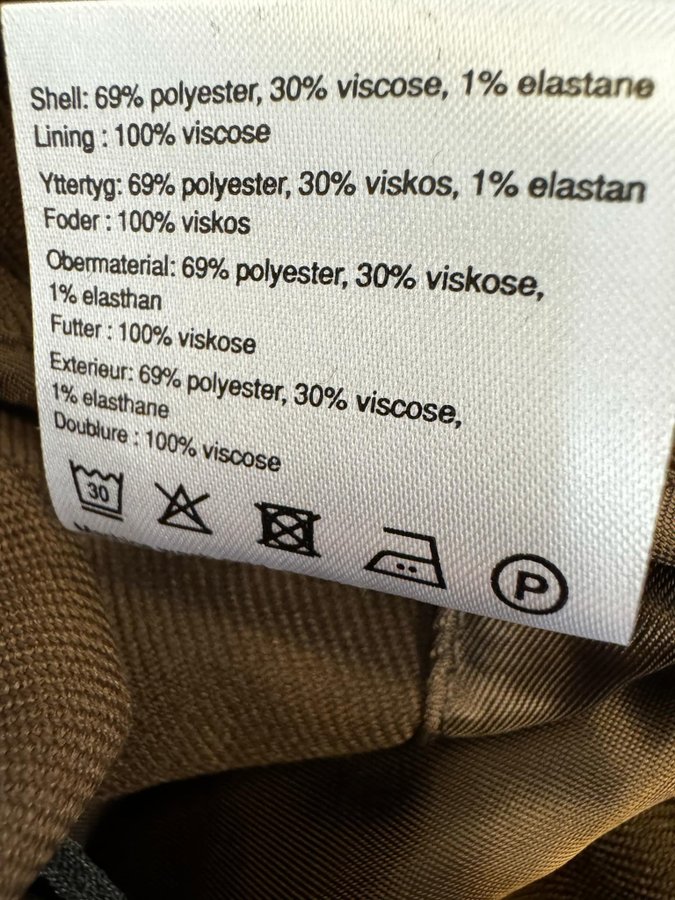 Shell: 69% polyester, 30% viscose, 1% elastane
Lining : 100% viscose
Yttertyg: 69% polyester, 30% viskos, 1% elastan
Foder : 100% viskos
Obermaterial: 69% polyester, 30% viskose,
1% elasthan
Futter : 100% viskose
Exterieur: 69% polyester, 30% viscose,
1% elasthane
Doublure : 100% viscose
30 P